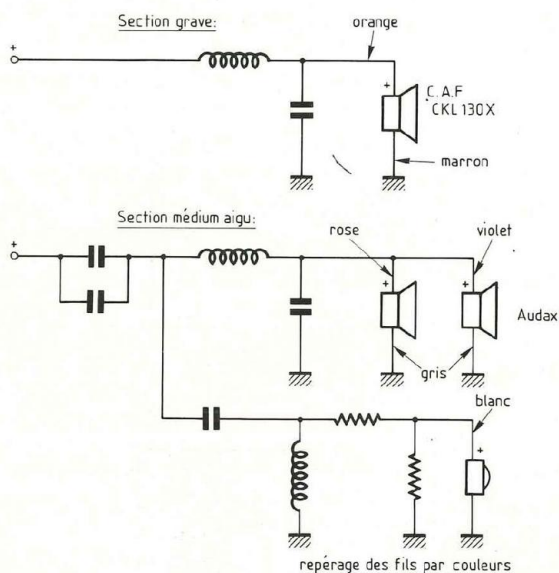 Section grave:
orange
+
+
C.A.F
CKL 130X
marron
Section médium aigu:
rose
violet
+
+
+
Audax
gris
blanc
+
repérage des fils par couleurs